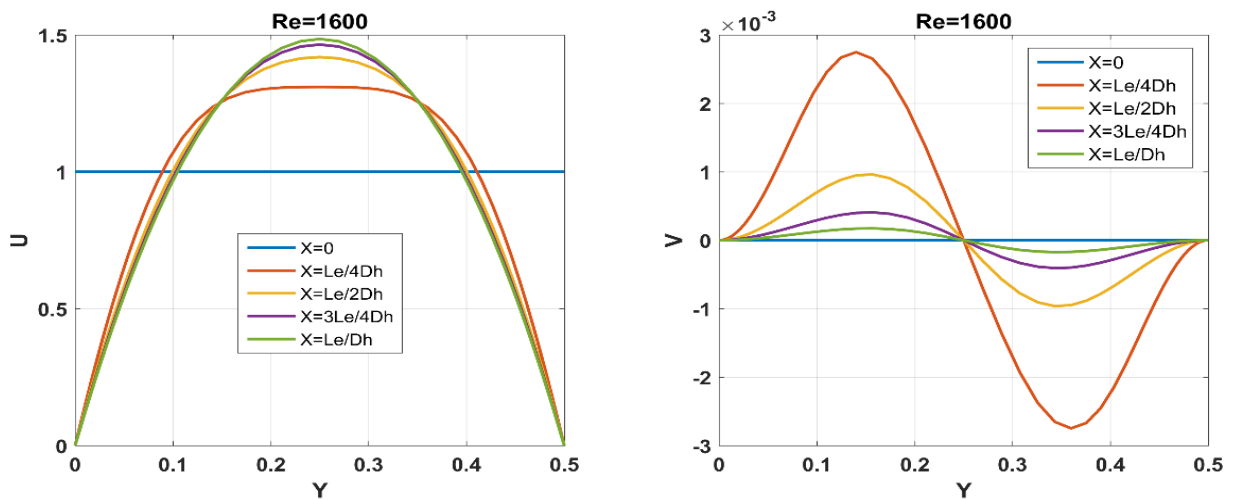 Re=1600
1.5
1
0.5
0
U
X=0
X=Le/4Dh
X=Le/2Dh
X=3Le/4Dh
X=Le/Dh
0 0.1 0.2 0.3 0.4 0.5
Y
Re=1600
×10-3
3
2
1
0
-1
-2
-3
V
X=0
X=Le/4Dh
X=Le/2Dh
X=3Le/4Dh
X=Le/Dh
0 0.1 0.2 0.3 0.4 0.5
Y